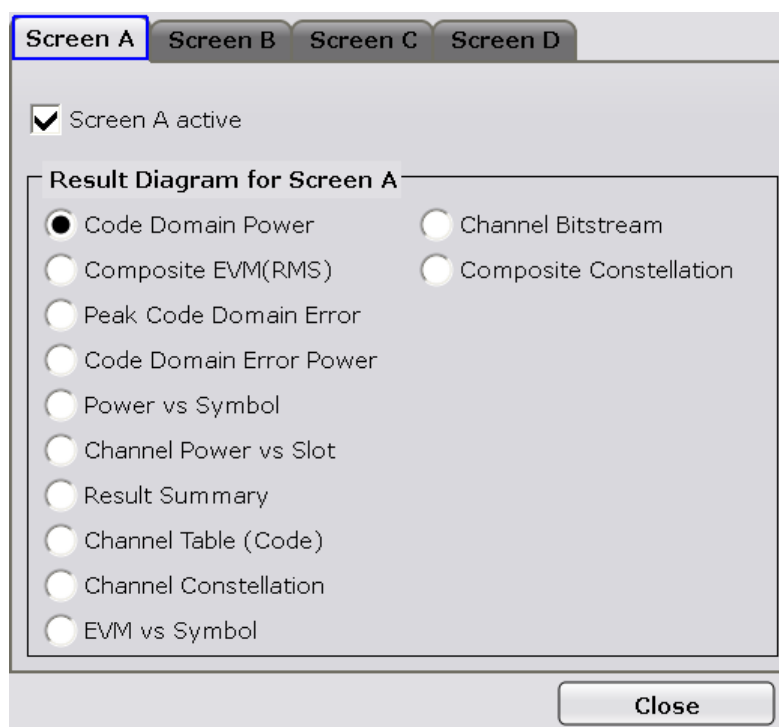 Screen A Screen B Screen C Screen D
Screen A active
Result Diagram for Screen A
Code Domain Power
Composite EVM(RMS)
Peak Code Domain Error
Code Domain Error Power
Power vs Symbol
Channel Power vs Slot
Result Summary
Channel Table (Code)
Channel Constellation
EVM vs Symbol
Channel Bitstream
Composite Constellation
Close